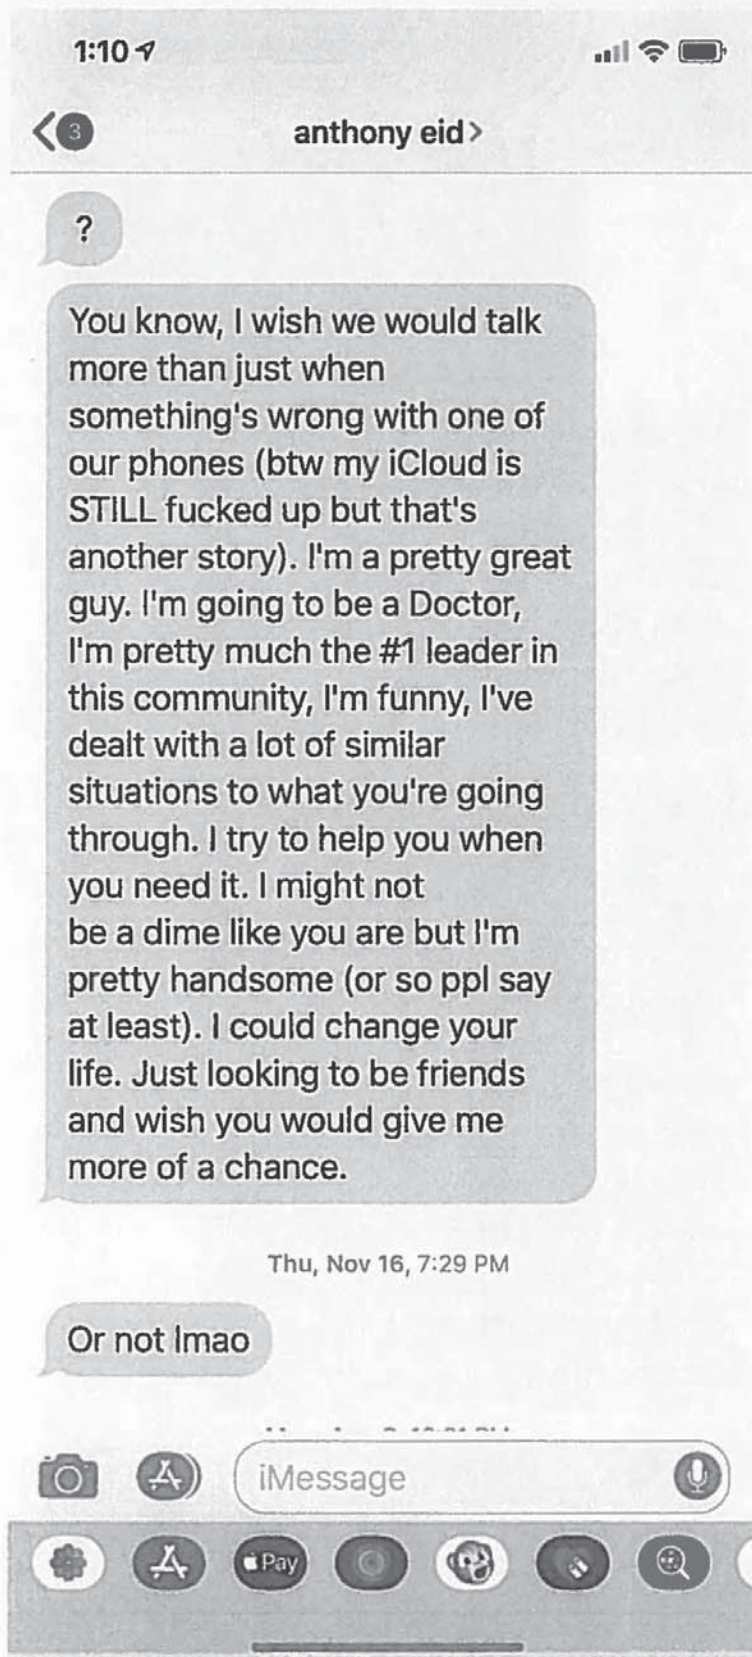 1:10
3
anthony eid>
?
You know, I wish we would talk
more than just when
something's wrong with one of
our phones (btw my iCloud is
STILL fucked up but that's
another story). I'm a pretty great
guy. I'm going to be a Doctor,
I'm pretty much the #1 leader in
this community, I'm funny, I've
dealt with a lot of similar
situations to what you're going
through. I try to help you when
you need it. I might not
be a dime like you are but I'm
pretty handsome (or so ppl say
at least). I could change your
life. Just looking to be friends
and wish you would give me
more of a chance.
Thu, Nov 16, 7:29 PM
Or not lmao
iMessage
Pay